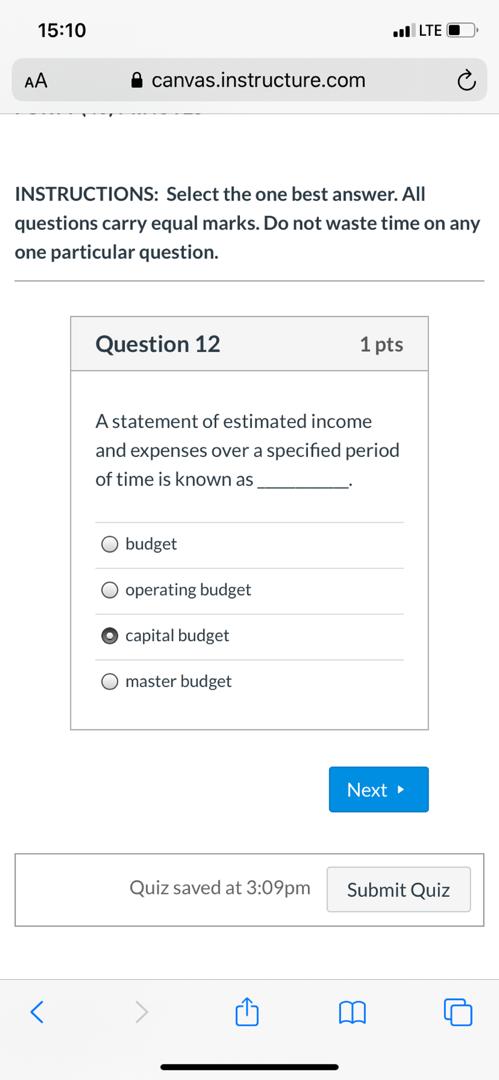 15:10
LTE
AA
canvas.instructure.com
INSTRUCTIONS: Select the one best answer. All
questions carry equal marks. Do not waste time on any
one particular question.
Question 12
1 pts
A statement of estimated income
and expenses over a specified period
of time is known as __________.
budget
operating budget
capital budget
master budget
Next
Quiz saved at 3:09pm
Submit Quiz